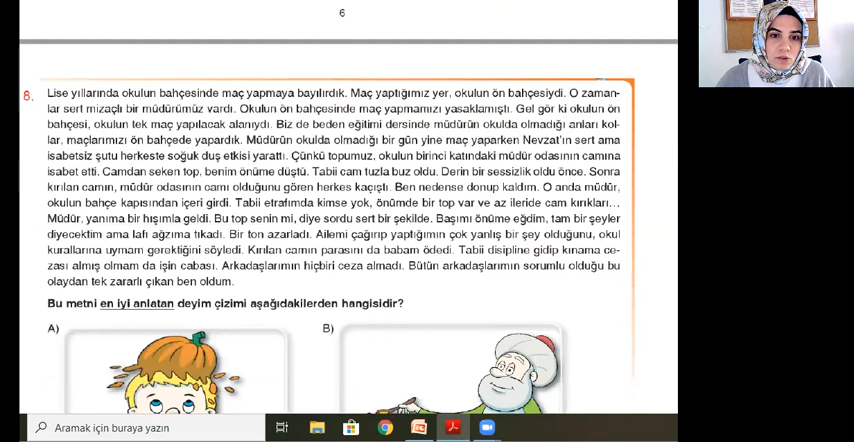 6
8.
Lise yıllarında okulun bahçesinde maç yapmaya bayılırdık. Maç yaptığımız yer, okulun ön bahçesiydi. O zaman-
lar sert mizaçlı bir müdürümüz vardı. Okulun ön bahçesinde maç yapmamızı yasaklamıştı. Gel gör ki okulun ön
bahçesi, okulun tek maç yapılacak alanıydı. Biz de beden eğitimi dersinde müdürün okulda olmadığı anları kol-
lar, maçlarımızı ön bahçede yapardık. Müdürün okulda olmadığı bir gün yine maç yaparken Nevzat'ın sert ama
isabetsiz şutu herkeste soğuk duş etkisi yarattı. Çünkü topumuz, okulun birinci katındaki müdür odasının camına
isabet etti. Camdan seken top, benim önüme düştü. Tabii cam tuzla buz oldu. Derin bir sessizlik oldu önce. Sonra
kırılan camın, müdür odasının camı olduğunu gören herkes kaçıştı. Ben nedense donup kaldım. O anda müdür,
okulun bahçe kapısından içeri girdi. Tabii etrafımda kimse yok, önümde bir top var ve az ileride cam kırıkları...
Müdür, yanıma bir hışımla geldi. Bu top senin mi, diye sordu sert bir şekilde. Başımı önüme eğdim, tam bir şeyler
diyecektim ama lafı ağzıma tıkadı. Bir ton azarladı. Ailemi çağırıp yaptığımın çok yanlış bir şey olduğunu, okul
kurallarına uymam gerektiğini söyledi. Kırılan camın parasını da babam ödedi. Tabii disipline gidip kınama ce-
zası almış olmam da işin cabası. Arkadaşlarımın hiçbiri ceza almadı. Bütün arkadaşlarımın sorumlu olduğu bu
olaydan tek zararlı çıkan ben oldum.
Bu metni en iyi anlatan deyim çizimi aşağıdakilerden hangisidir?
A)
B)
Aramak için buraya yazın